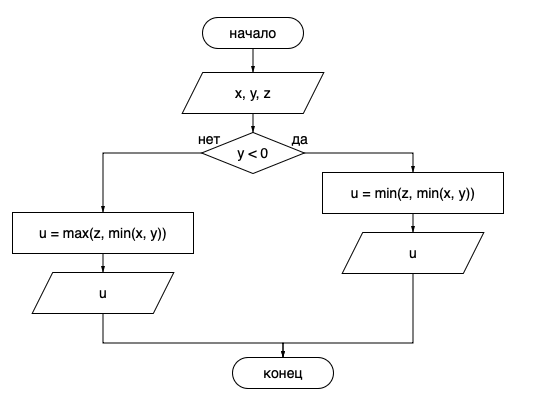 начало
x, y, z
нет
да
y < 0
u = min(z, min(x, y))
u = max(z, min(x, y))
u
u
конец